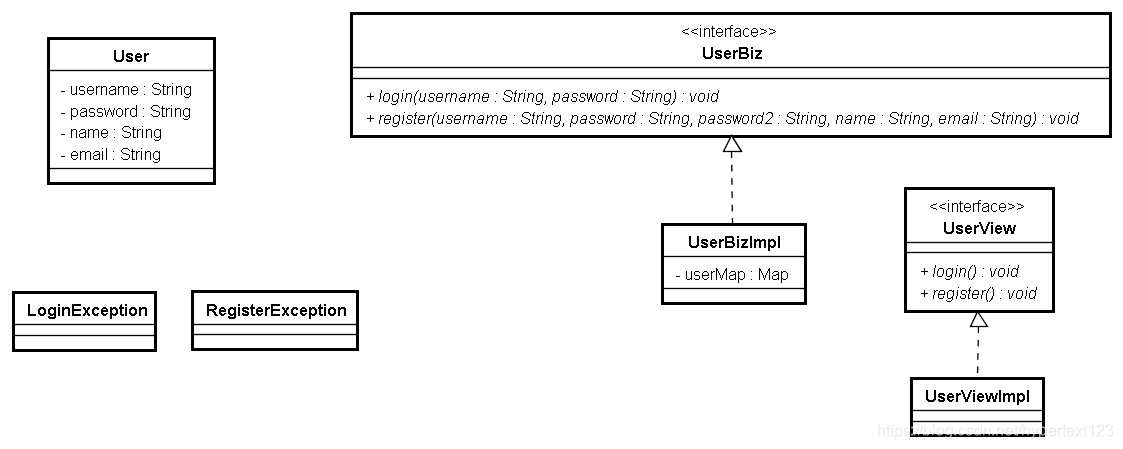 User
- username : String
- password : String
- name : String
- email : String
<<interface>>
UserBiz
+ login(username : String, password : String) : void
+ register(username : String, password : String, password2 : String, name : String, email : String) : void
UserBizImpl
- userMap : Map
<<interface>>
UserView
+ login() : void
+ register() : void
LoginException
RegisterException
UserViewImpl
https://blog.csdn.net/hypertext123